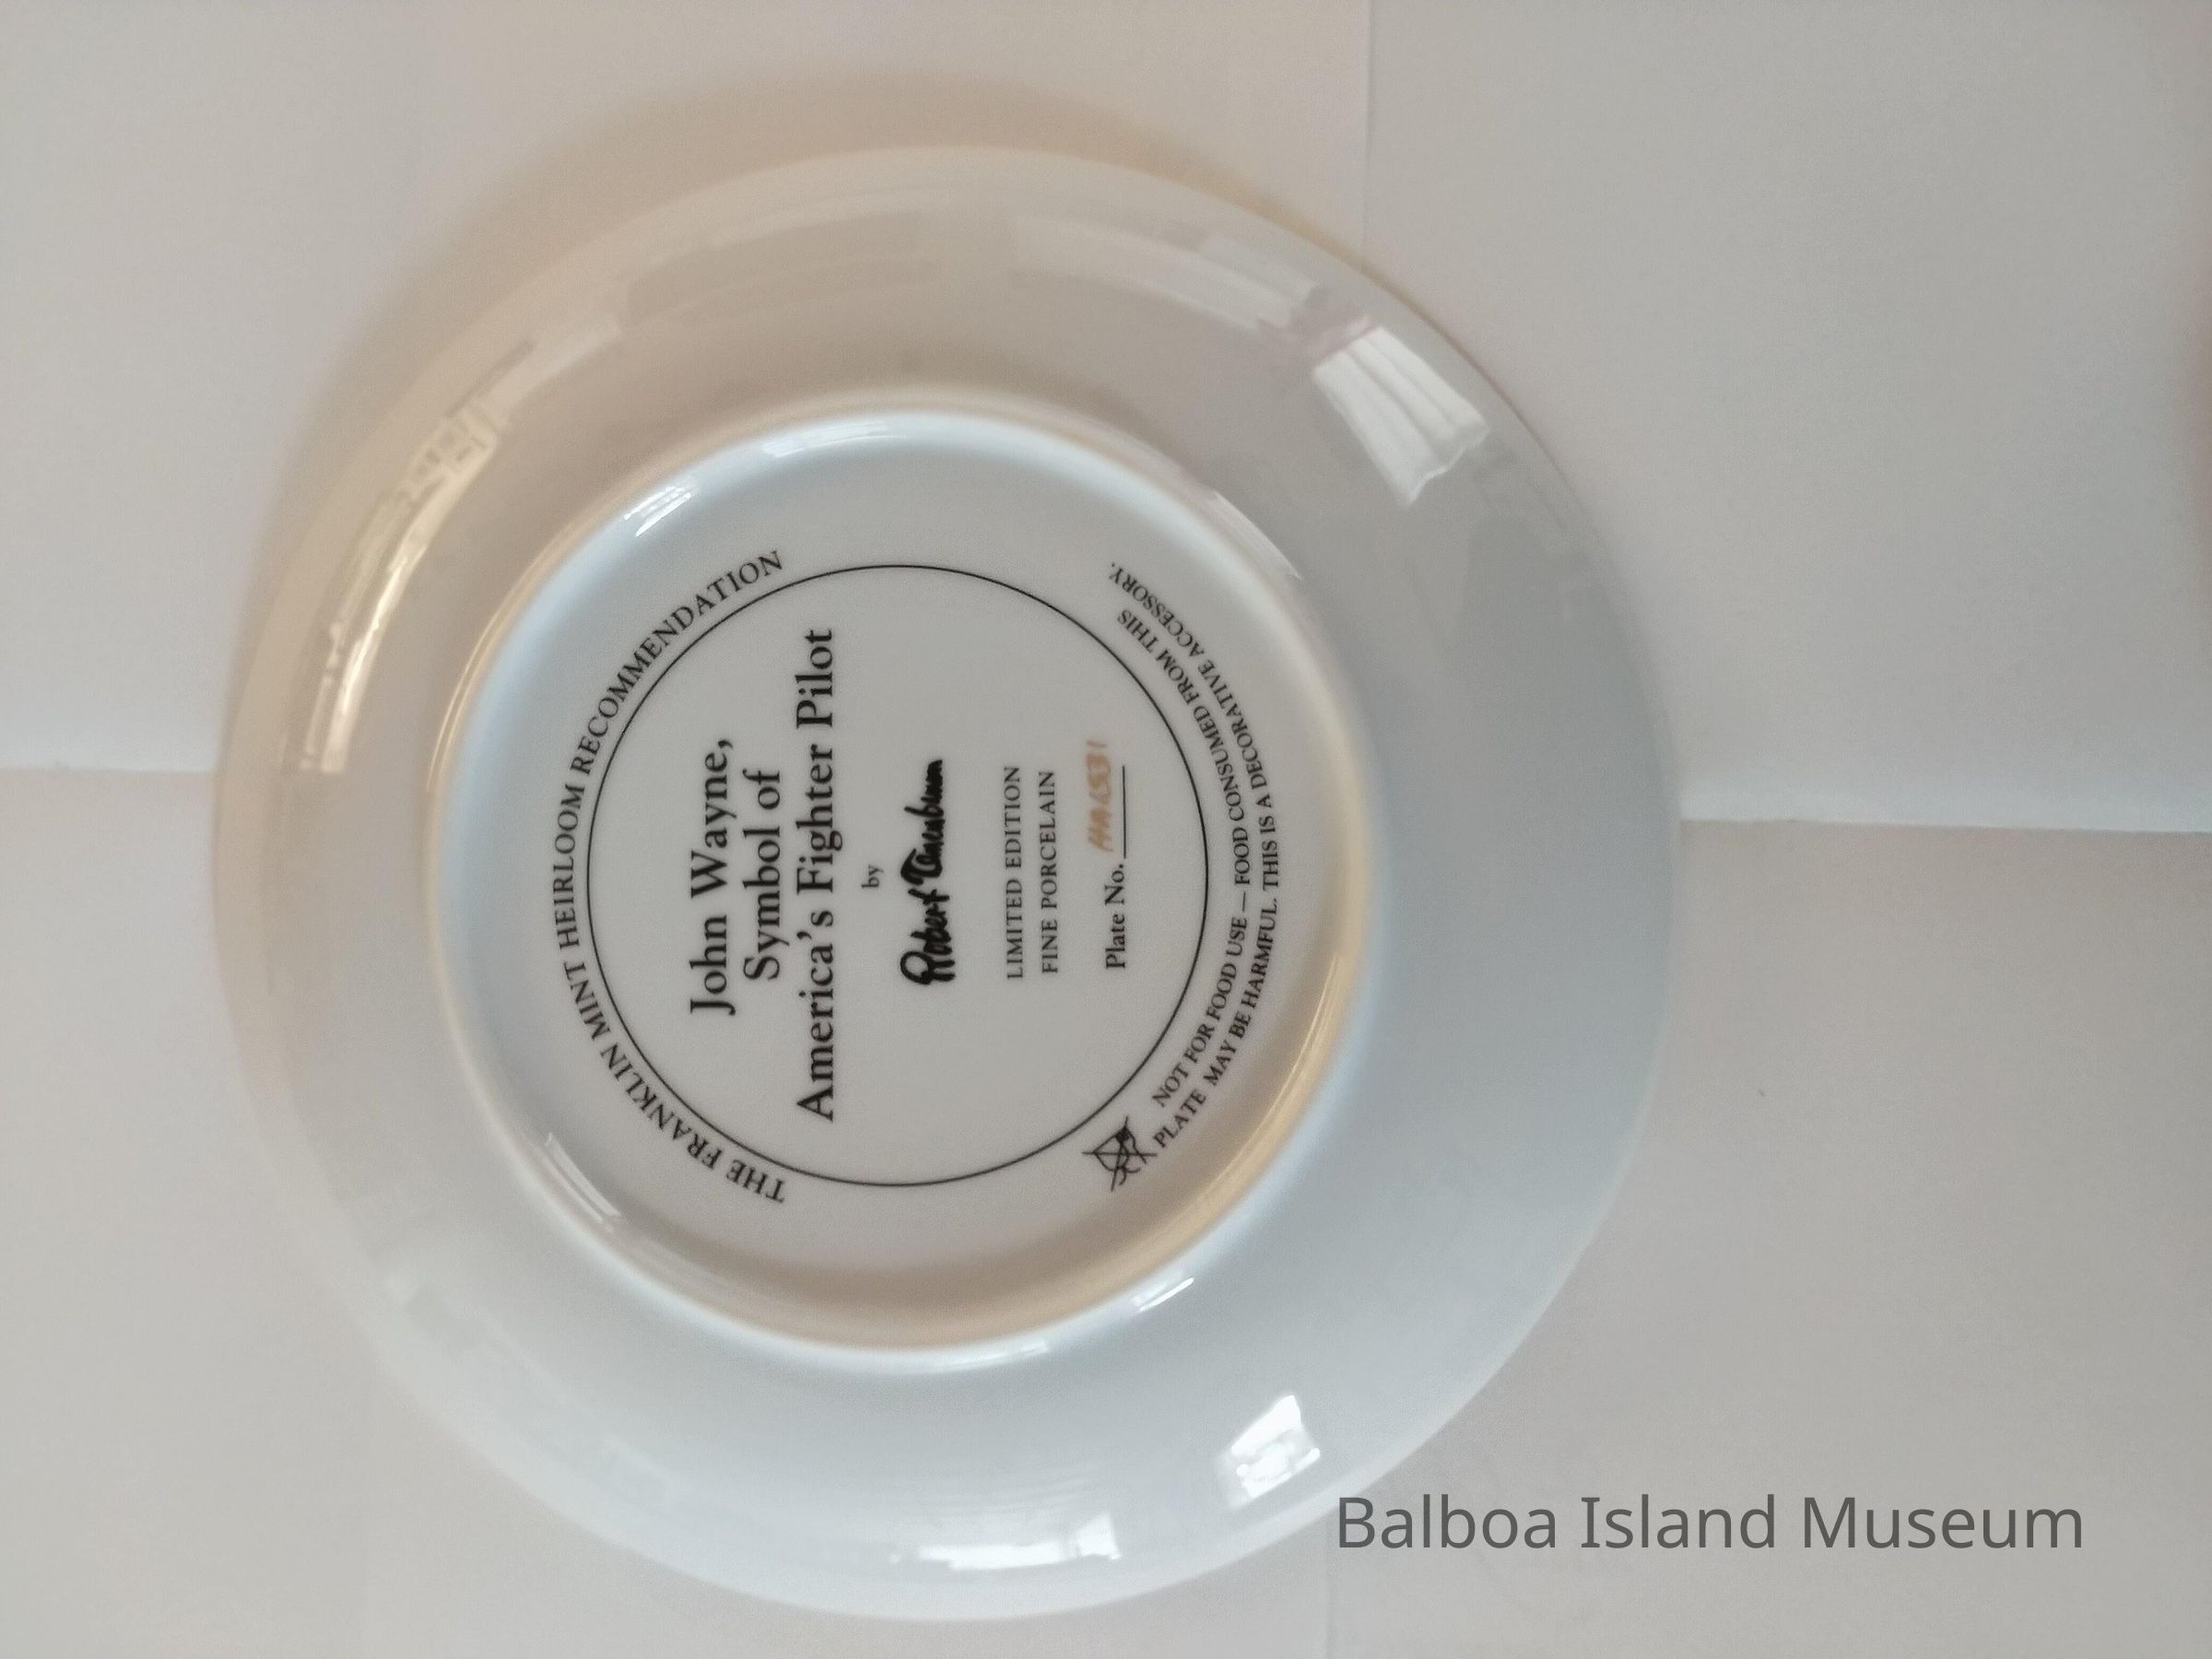 THE FRANKLIN MINT HEIRLOOM RECOMMENDATION
John Wayne,
Symbol of
America's Fighter Pilot
by
Robert Tanenbaum
LIMITED EDITION
FINE PORCELAIN
Plate No.
NOT FOR FOOD USE — FOOD CONSUMED FROM THIS
PLATE MAY BE HARMFUL. THIS IS A DECORATIVE ACCESSORY.
Balboa Island Museum